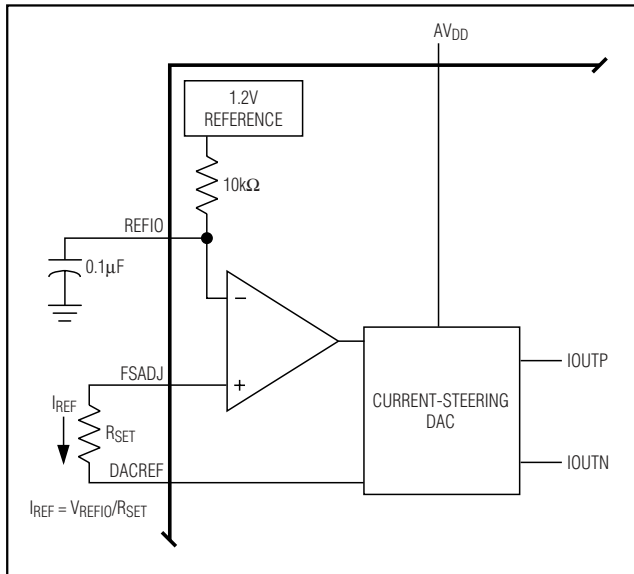 AVDD
1.2V
REFERENCE
10kΩ
REFIO
0.1µF
−
+
FSADJ
IREF
RSET
DACREF
CURRENT-STEERING
DAC
IOUTP
IOUTN
IREF = VREFIO/RSET